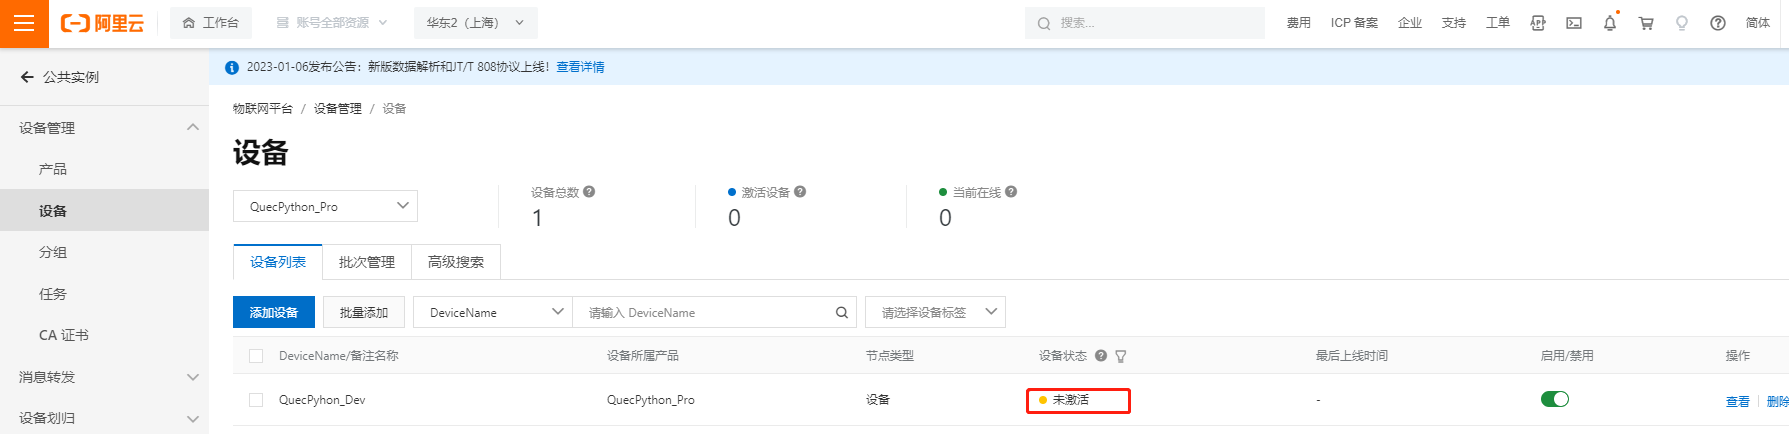 阿里云 工作台 账号全部资源 华东2（上海） 搜索... 费用 ICP 备案 企业 支持 工单 简体
公共实例
2023-01-06发布公告：新版数据解析和JT/T 808协议上线！查看详情
物联网平台 / 设备管理 / 设备
设备管理
产品
设备
分组
任务
CA 证书
消息转发
设备划归
设备
QuecPython_Pro
设备总数
1
激活设备
0
当前在线
0
设备列表 批次管理 高级搜索
添加设备 批量添加 DeviceName 请输入 DeviceName 请选择设备标签
DeviceName/备注名称 设备所属产品 节点类型 设备状态 最后上线时间 启用/禁用 操作
QuecPyhon_Dev QuecPython_Pro 设备 未激活 - 查看 删除